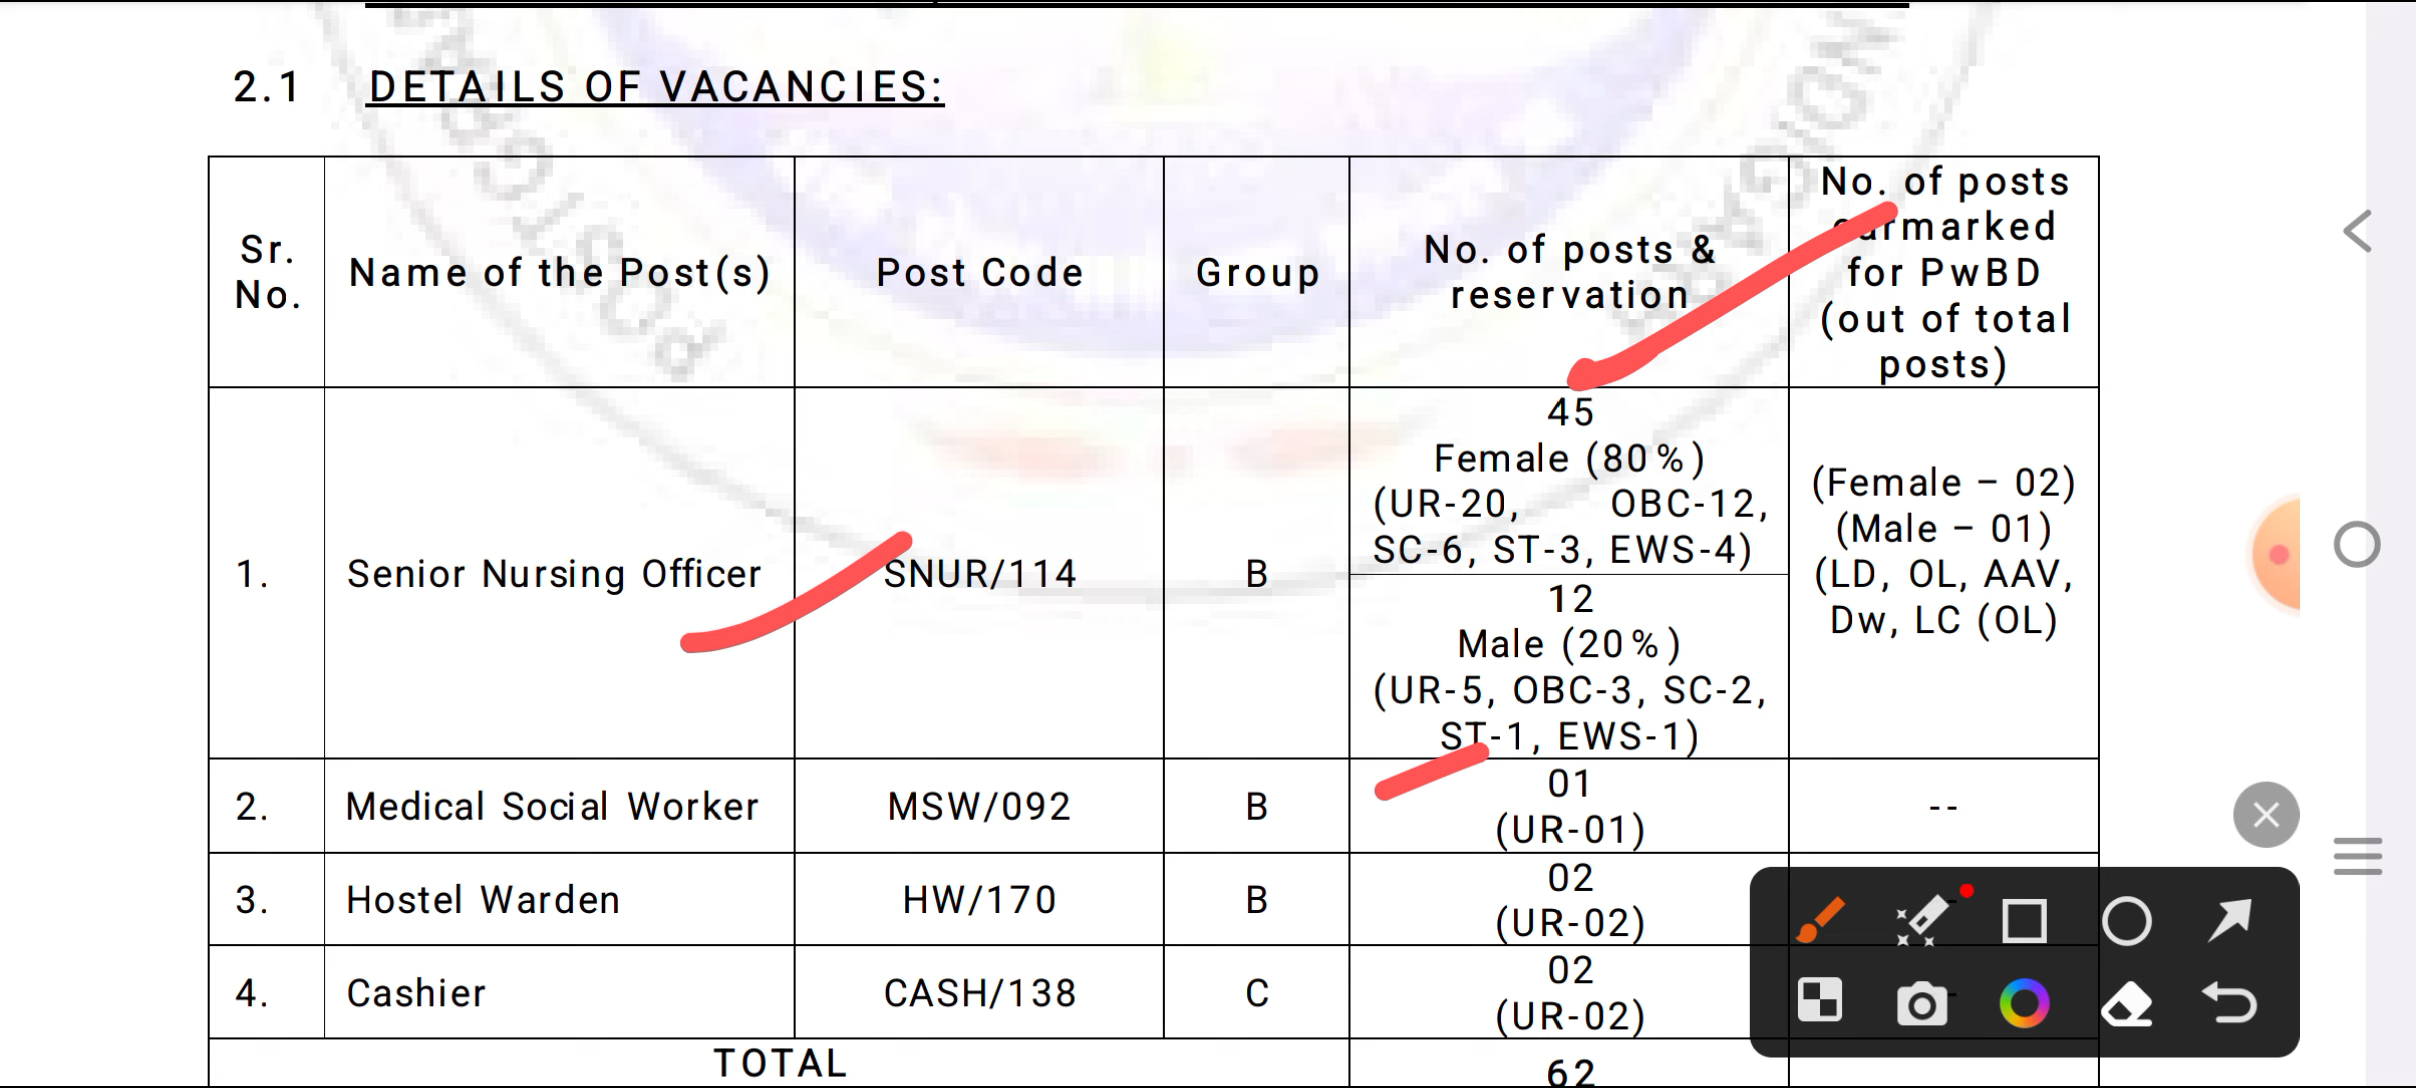 2.1 DETAILS OF VACANCIES:
Sr. No.
Name of the Post(s)
Post Code
Group
No. of posts &
reservation
No. of posts
earmarked
for PwBD
(out of total
posts)
1.
Senior Nursing Officer
SNUR/114
B
45
Female (80%)
(UR-20, OBC-12,
SC-6, ST-3, EWS-4)
12
Male (20%)
(UR-5, OBC-3, SC-2,
ST-1, EWS-1)
(Female – 02)
(Male – 01)
(LD, OL, AAV,
Dw, LC (OL)
2.
Medical Social Worker
MSW/092
B
01
(UR-01)
--
3.
Hostel Warden
HW/170
B
02
(UR-02)
4.
Cashier
CASH/138
C
02
(UR-02)
TOTAL
62